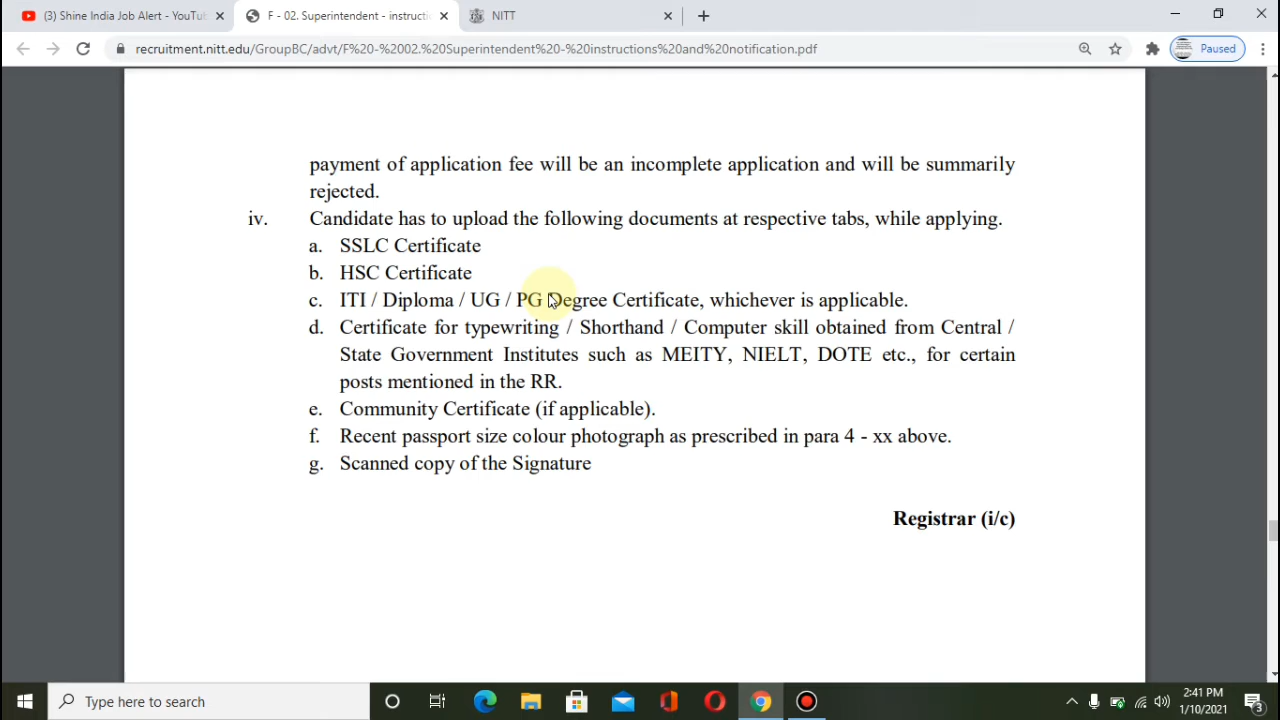 (3) Shine India Job Alert - YouTub
F - 02. Superintendent - instructi
NITT
recruitment.nitt.edu/GroupBC/advt/F%20-%2002.%20Superintendent%20-%20instructions%20and%20notification.pdf
Paused
payment of application fee will be an incomplete application and will be summarily
rejected.
iv. Candidate has to upload the following documents at respective tabs, while applying.
a. SSLC Certificate
b. HSC Certificate
c. ITI / Diploma / UG / PG Degree Certificate, whichever is applicable.
d. Certificate for typewriting / Shorthand / Computer skill obtained from Central /
State Government Institutes such as MEITY, NIELT, DOTE etc., for certain
posts mentioned in the RR.
e. Community Certificate (if applicable).
f. Recent passport size colour photograph as prescribed in para 4 - xx above.
g. Scanned copy of the Signature
Registrar (i/c)
Type here to search
2:41 PM
1/10/2021
3